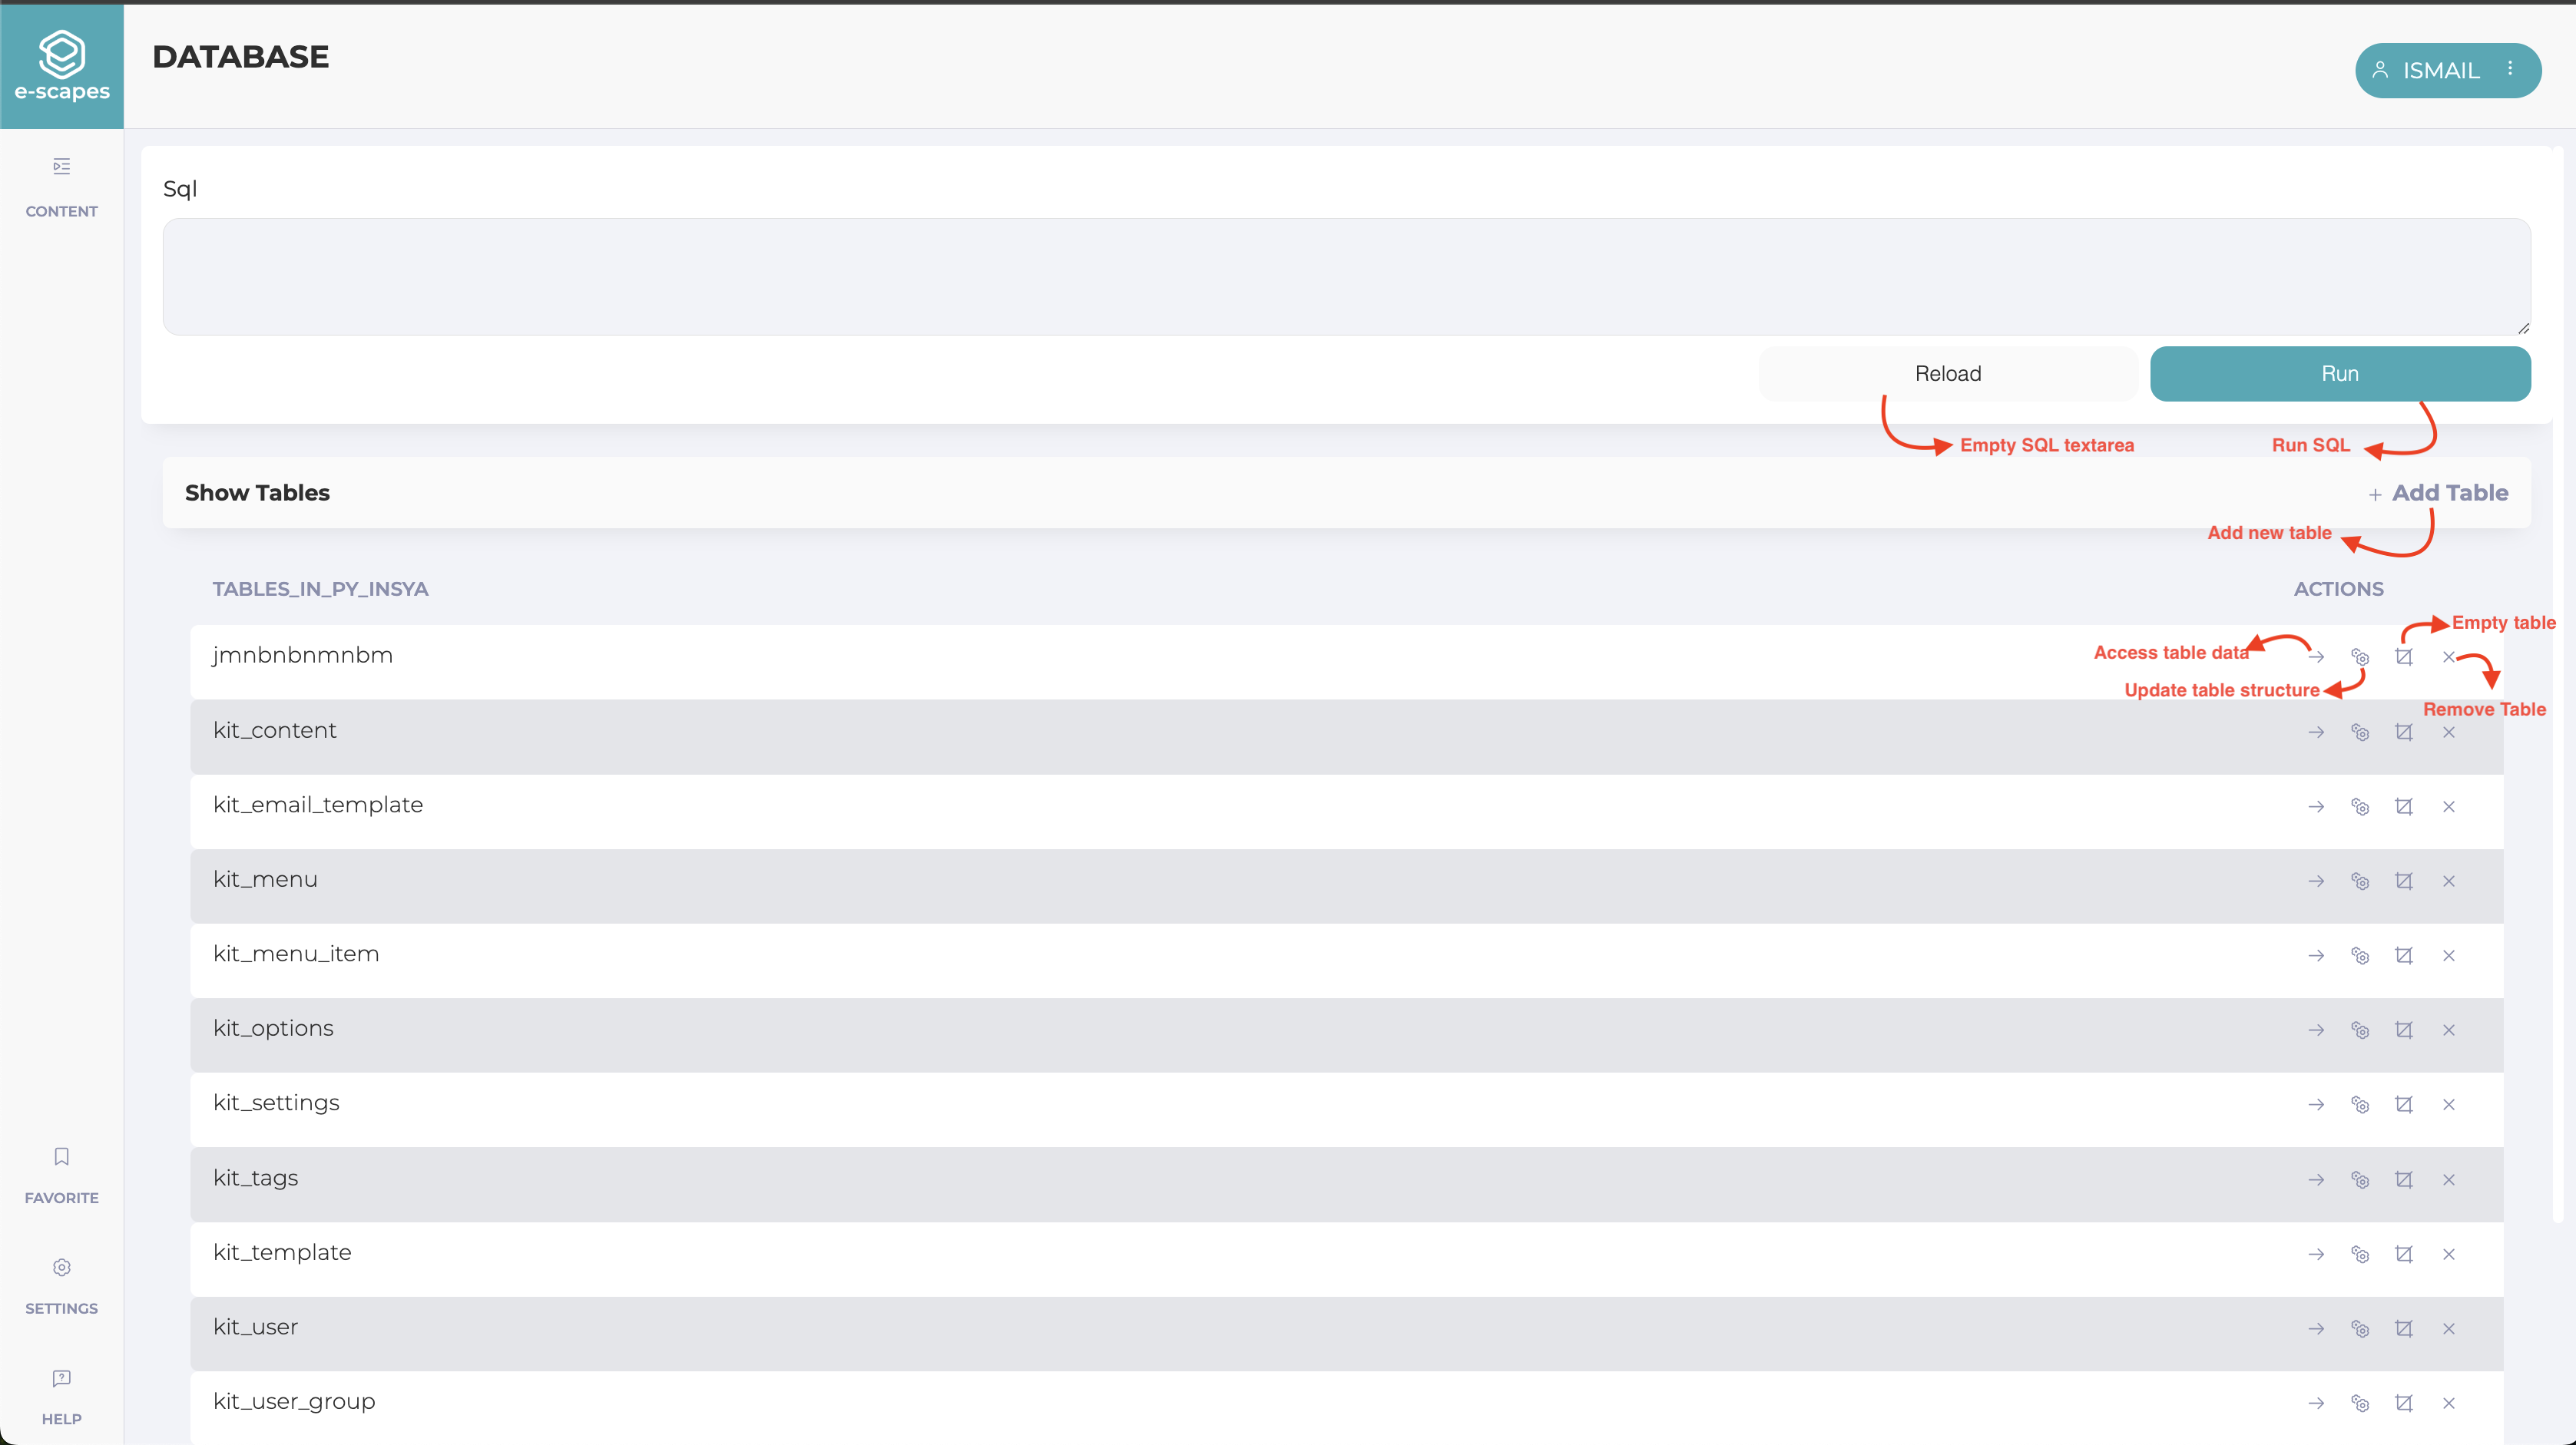 DATABASE
e-scapes
ISMAIL
CONTENT
Sql
Reload
Run
Empty SQL textarea
Run SQL
Show Tables
+ Add Table
Add new table
TABLES_IN_PY_INSYA
ACTIONS
Empty table
jmnbnbnmnbm
Access table data
Update table structure
Remove Table
kit_content
kit_email_template
kit_menu
kit_menu_item
kit_options
kit_settings
kit_tags
kit_template
kit_user
kit_user_group
FAVORITE
SETTINGS
HELP